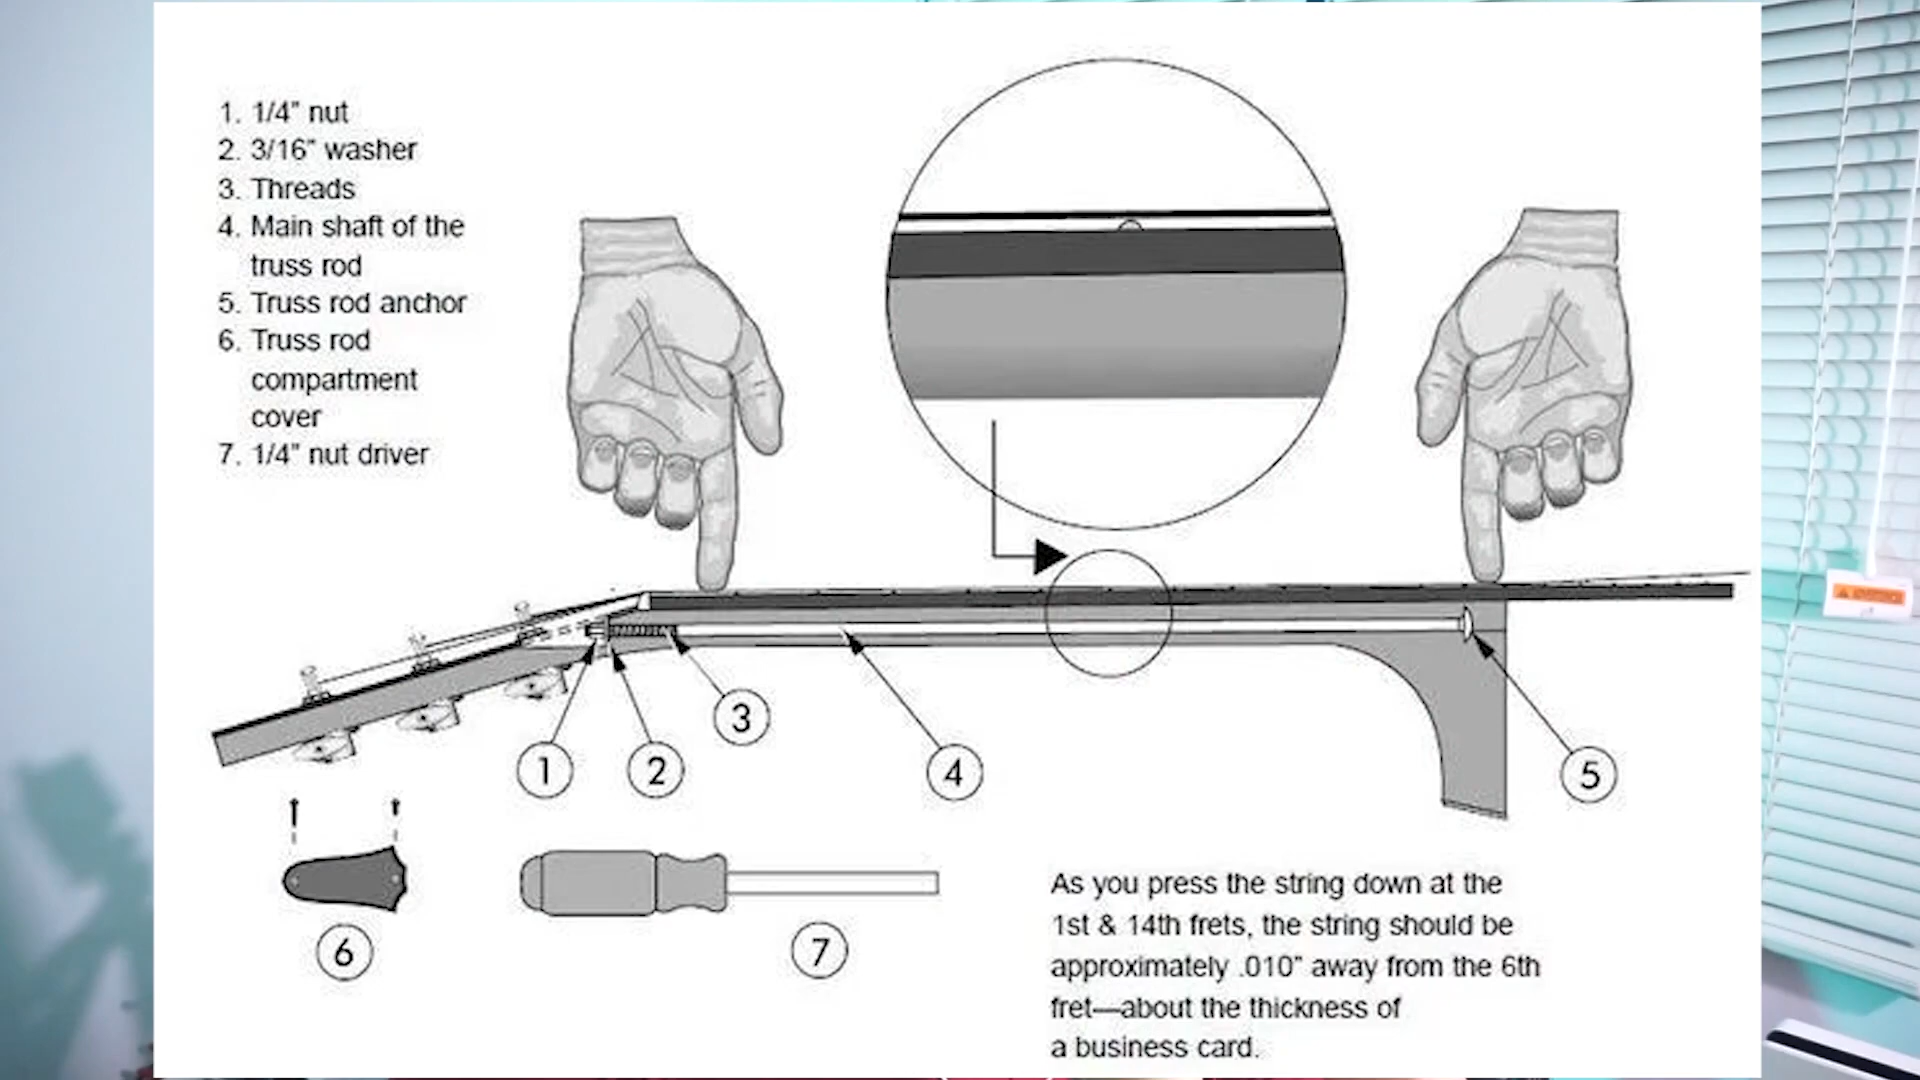 1. 1/4" nut
2. 3/16" washer
3. Threads
4. Main shaft of the
truss rod
5. Truss rod anchor
6. Truss rod
compartment
cover
7. 1/4" nut driver
1
2
3
4
5
6
7
As you press the string down at the
1st & 14th frets, the string should be
approximately .010" away from the 6th
fret—about the thickness of
a business card.